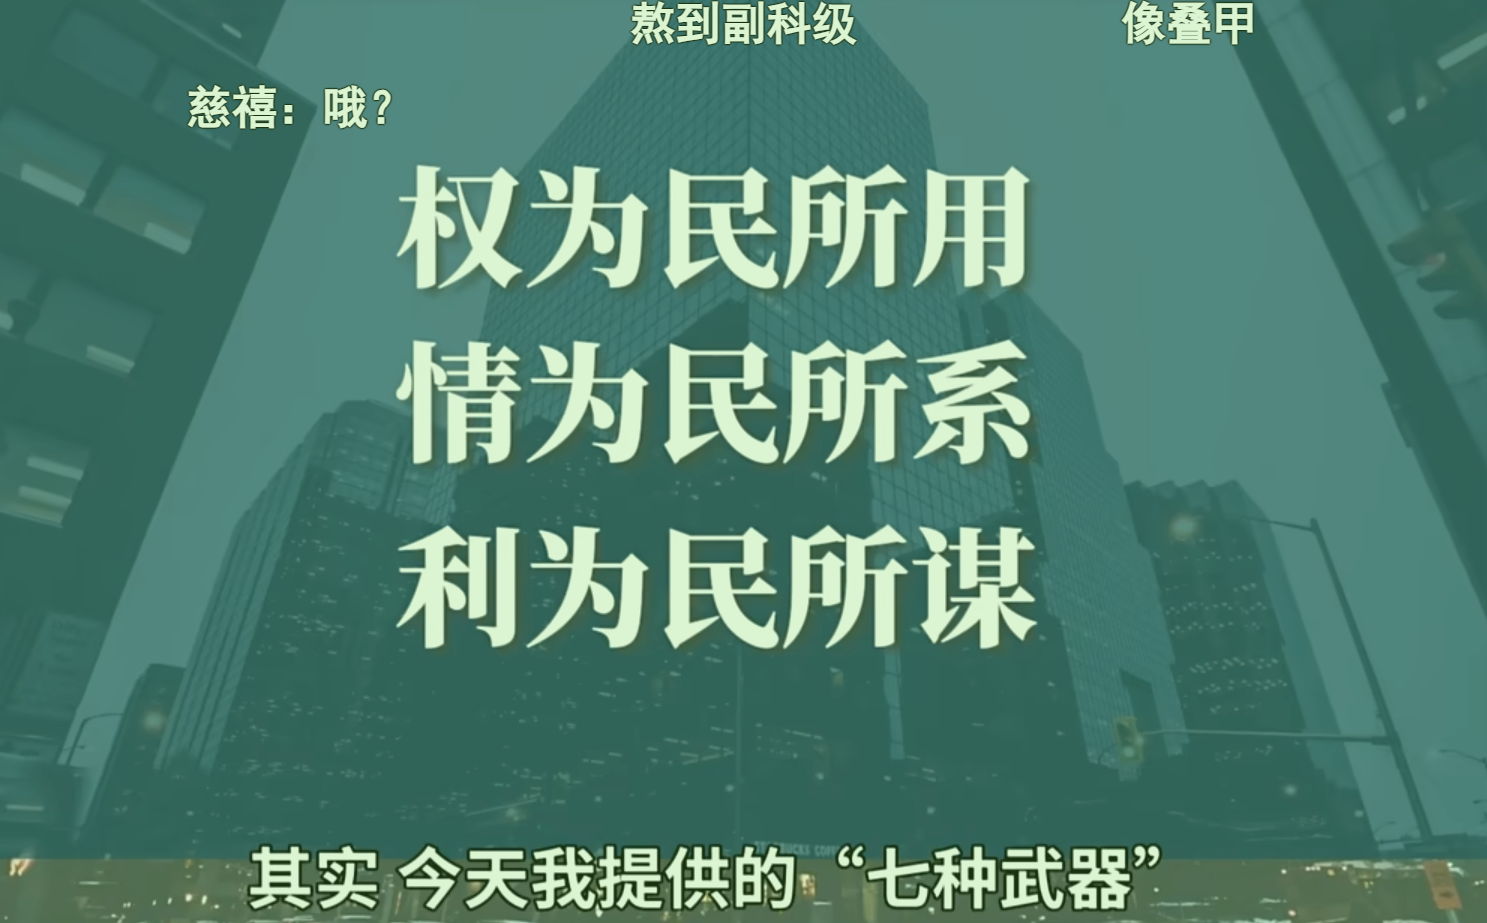 熬到副科级 像叠甲
慈禧：哦？
权为民所用
情为民所系
利为民所谋
其实 今天我提供的“七种武器”